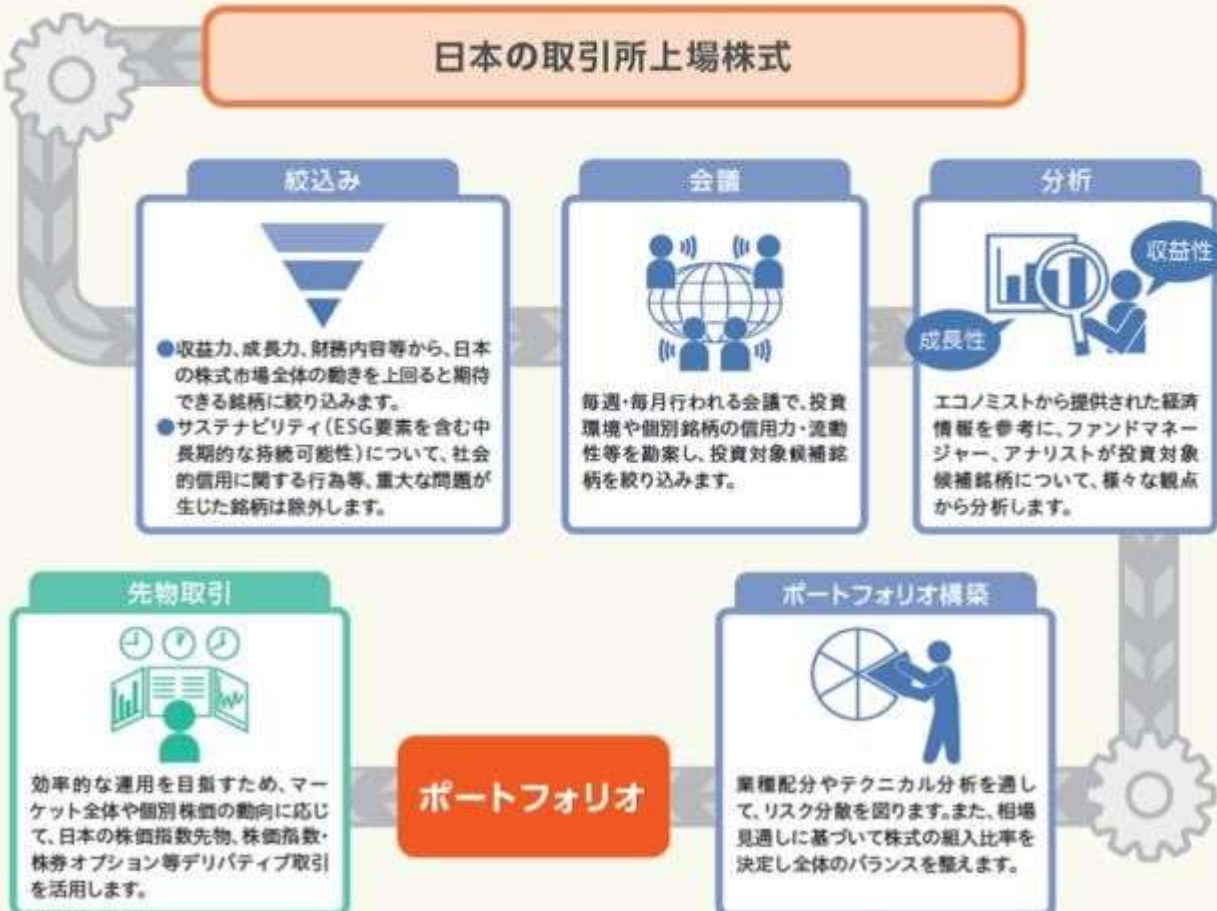 日本の取引所上場株式
絞込み
●収益力、成長力、財務内容等から、日本
の株式市場全体の動きを上回ると期待
できる銘柄に絞り込みます。
●サステナビリティ(ESG要素を含む中
長期的な持続可能性)について、社会
的信用に関する行為等、重大な問題が
生じた銘柄は除外します。
会議
毎週・毎月行われる会議で、投資
環境や個別銘柄の信用力・流動
性等を勘案し、投資対象候補銘
柄を絞り込みます。
分析
収益性
成長性
エコノミストから提供された経済
情報を参考に、ファンドマネー
ジャー、アナリストが投資対象
候補銘柄について、様々な観点
から分析します。
ポートフォリオ構築
業種配分やテクニカル分析を通し
て、リスク分散を図ります。また、相場
見通しに基づいて株式の組入比率を
決定し全体のバランスを整えます。
ポートフォリオ
先物取引
効率的な運用を目指すため、マー
ケット全体や個別株価の動向に応じ
て、日本の株価指数先物、株価指数・
株券オプション等デリバティブ取引
を活用します。